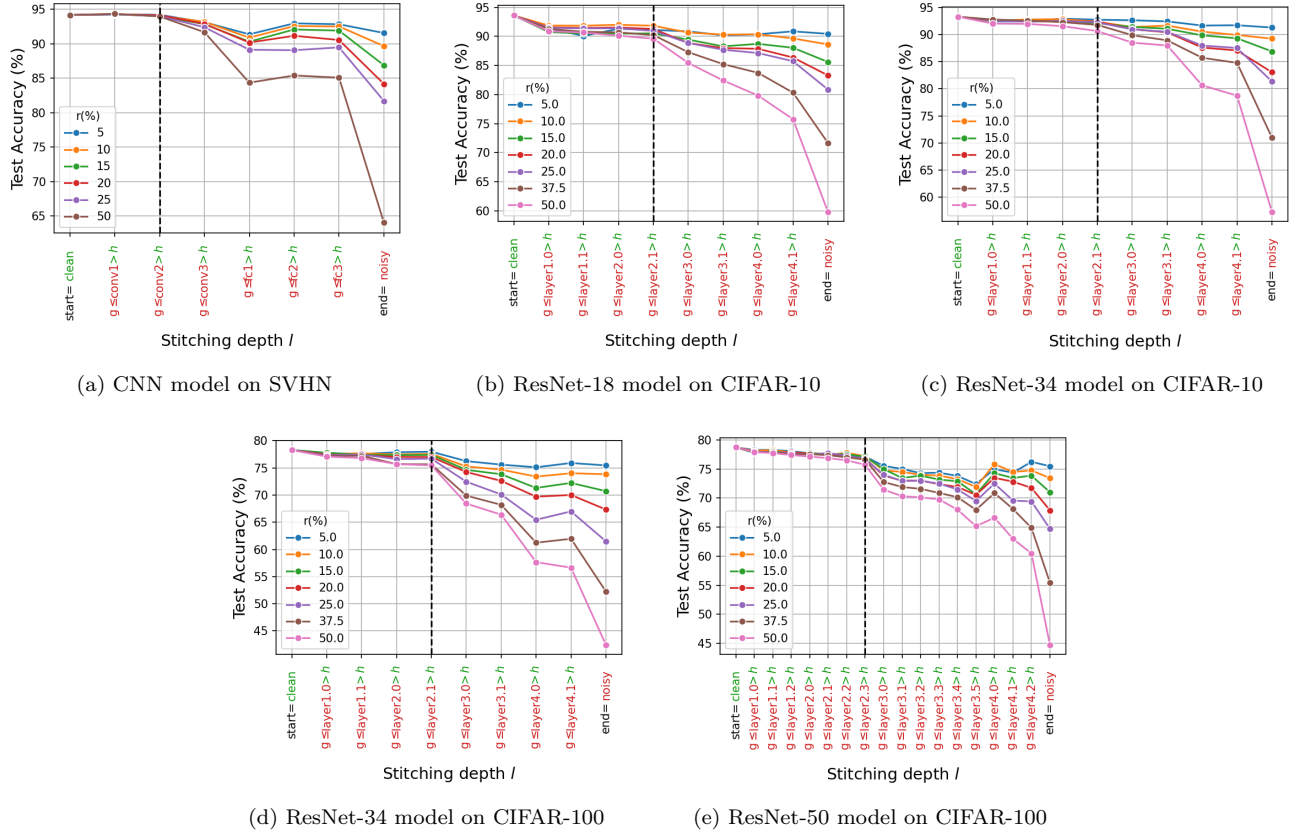 Test Accuracy (%)
95
90
85
80
75
70
65
r(%)
5
10
15
20
25
50
start= clean
g ≤conv1> h
g ≤conv2> h
g ≤conv3> h
g ≤fc1> h
g ≤fc2> h
g ≤fc3> h
end= noisy
Stitching depth l
(a) CNN model on SVHN
Test Accuracy (%)
95
90
85
80
75
70
65
60
r(%)
5.0
10.0
15.0
20.0
25.0
37.5
50.0
start= clean
g ≤layer1.0> h
g ≤layer1.1> h
g ≤layer2.0> h
g ≤layer2.1> h
g ≤layer3.0> h
g ≤layer3.1> h
g ≤layer4.0> h
g ≤layer4.1> h
end= noisy
Stitching depth l
(b) ResNet-18 model on CIFAR-10
Test Accuracy (%)
95
90
85
80
75
70
65
60
r(%)
5.0
10.0
15.0
20.0
25.0
37.5
50.0
start= clean
g ≤layer1.0> h
g ≤layer1.1> h
g ≤layer2.0> h
g ≤layer2.1> h
g ≤layer3.0> h
g ≤layer3.1> h
g ≤layer4.0> h
g ≤layer4.1> h
end= noisy
Stitching depth l
(c) ResNet-34 model on CIFAR-10
Test Accuracy (%)
80
75
70
65
60
55
50
45
r(%)
5.0
10.0
15.0
20.0
25.0
37.5
50.0
start= clean
g ≤layer1.0> h
g ≤layer1.1> h
g ≤layer2.0> h
g ≤layer2.1> h
g ≤layer3.0> h
g ≤layer3.1> h
g ≤layer4.0> h
g ≤layer4.1> h
end= noisy
Stitching depth l
(d) ResNet-34 model on CIFAR-100
Test Accuracy (%)
80
75
70
65
60
55
50
45
r(%)
5.0
10.0
15.0
20.0
25.0
37.5
50.0
start= clean
g ≤layer1.0> h
g ≤layer1.1> h
g ≤layer1.2> h
g ≤layer2.0> h
g ≤layer2.1> h
g ≤layer2.2> h
g ≤layer2.3> h
g ≤layer3.0> h
g ≤layer3.1> h
g ≤layer3.2> h
g ≤layer3.3> h
g ≤layer3.4> h
g ≤layer3.5> h
g ≤layer4.0> h
g ≤layer4.1> h
g ≤layer4.2> h
end= noisy
Stitching depth l
(e) ResNet-50 model on CIFAR-100